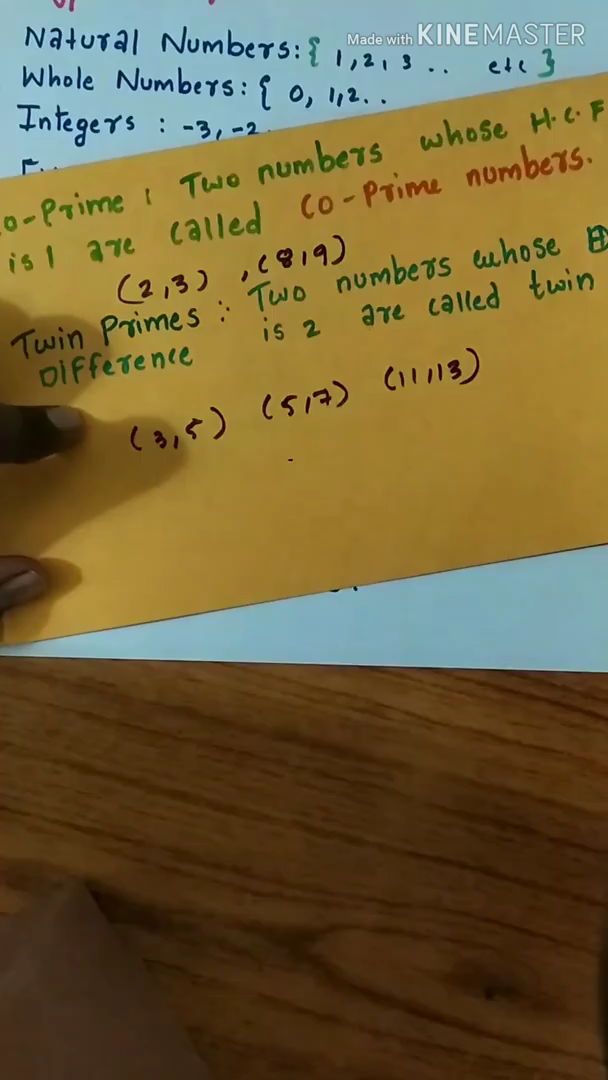 Made with KINEMASTER
Natural Numbers: { 1, 2, 3 .. etc }
Whole Numbers: { 0, 1, 2..
Integers : -3, -2.
o-Prime : Two numbers whose H.C.F
is 1 are called Co-Prime numbers.
(2,3) , (8,9)
Twin Primes : Two numbers whose
Difference is 2 are called twin
(3,5) (5,7) (11,13)